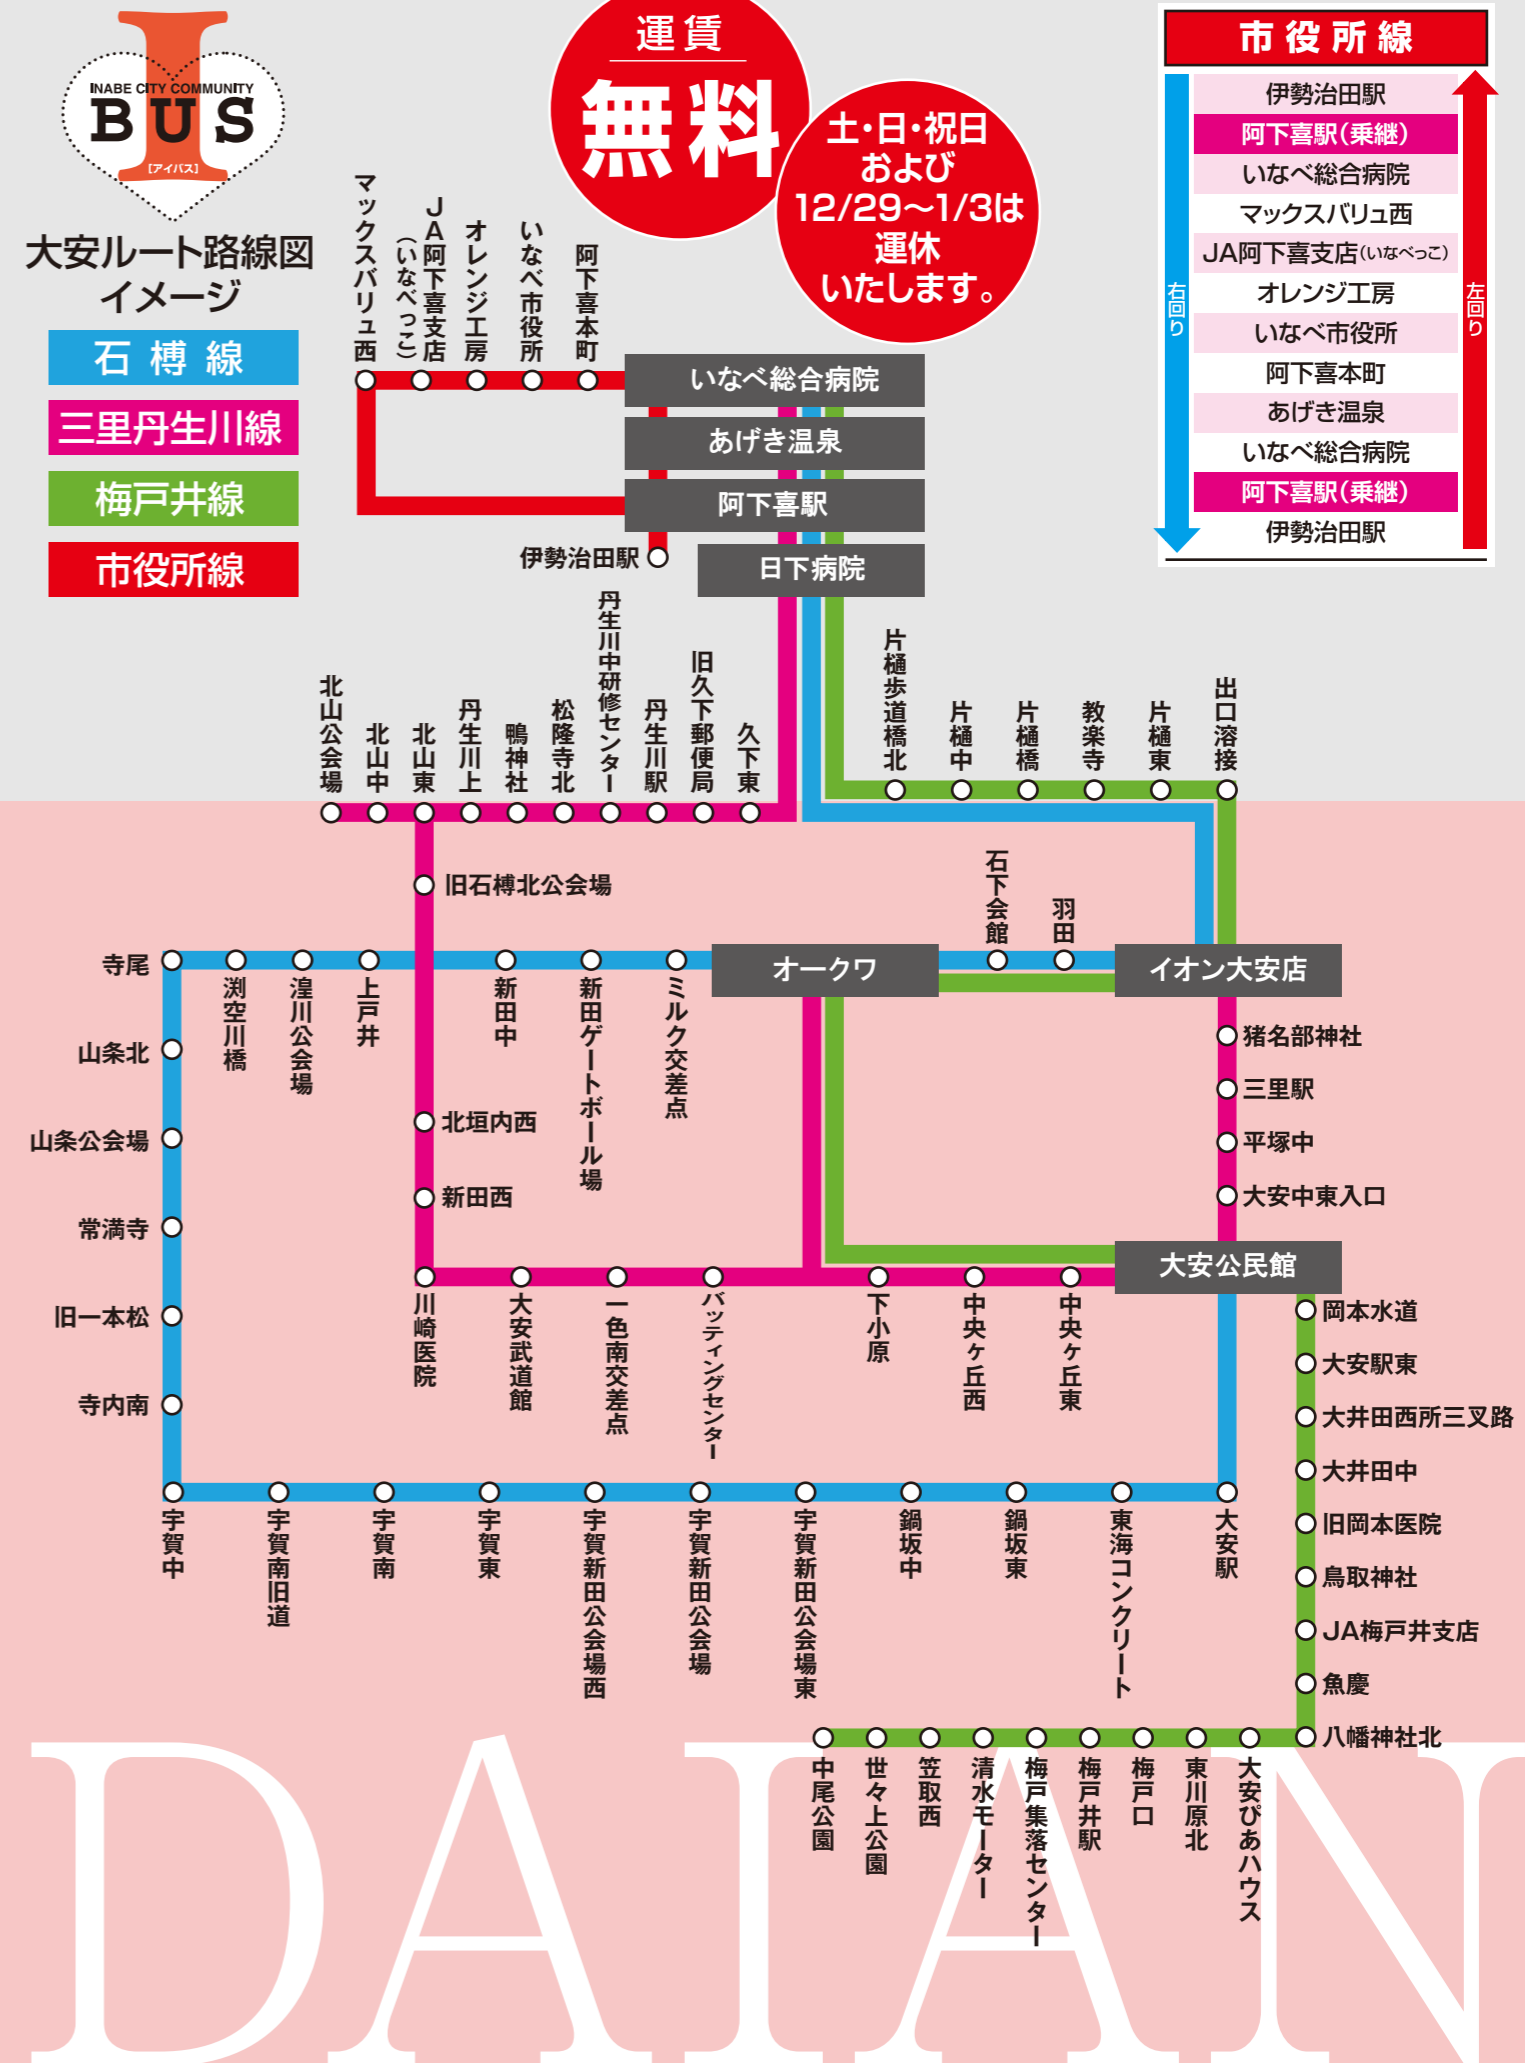 INABE CITY COMMUNITY
I BUS
[アイバス]
大安ルート路線図
イメージ
石榑線
三里丹生川線
梅戸井線
市役所線
運賃
無料
土・日・祝日
および
12/29～1/3は
運休
いたします。
市役所線
右回り
左回り
伊勢治田駅
阿下喜駅(乗継)
いなべ総合病院
マックスバリュ西
JA阿下喜支店(いなべっこ)
オレンジ工房
いなべ市役所
阿下喜本町
あげき温泉
いなべ総合病院
阿下喜駅(乗継)
伊勢治田駅
マックスバリュ西
JA阿下喜支店
(いなべっこ)
オレンジ工房
いなべ市役所
阿下喜本町
いなべ総合病院
あげき温泉
阿下喜駅
伊勢治田駅
日下病院
北山公会場
北山中
北山東
丹生川上
鴨神社
松隆寺北
丹生川中研修センター
丹生川駅
旧久下郵便局
久下東
片樋歩道橋北
片樋中
片樋橋
教楽寺
片樋東
出口溶接
旧石榑北公会場
石下会館
羽田
寺尾
渕空川橋
湟川公会場
上戸井
新田中
新田ゲートボール場
ミルク交差点
オークワ
イオン大安店
猪名部神社
三里駅
平塚中
大安中東入口
大安公民館
山条北
山条公会場
常満寺
旧一本松
寺内南
北垣内西
新田西
川崎医院
大安武道館
一色南交差点
バッティングセンター
下小原
中央ヶ丘西
中央ヶ丘東
岡本水道
大安駅東
大井田西所三叉路
大井田中
旧岡本医院
鳥取神社
JA梅戸井支店
魚慶
八幡神社北
宇賀中
宇賀南旧道
宇賀南
宇賀東
宇賀新田公会場西
宇賀新田公会場
宇賀新田公会場東
鍋坂中
鍋坂東
東海コンクリート
大安駅
中尾公園
世々上公園
笠取西
清水モーター
梅戸集落センター
梅戸井駅
梅戸口
東川原北
大安ぴあハウス
DAIAN